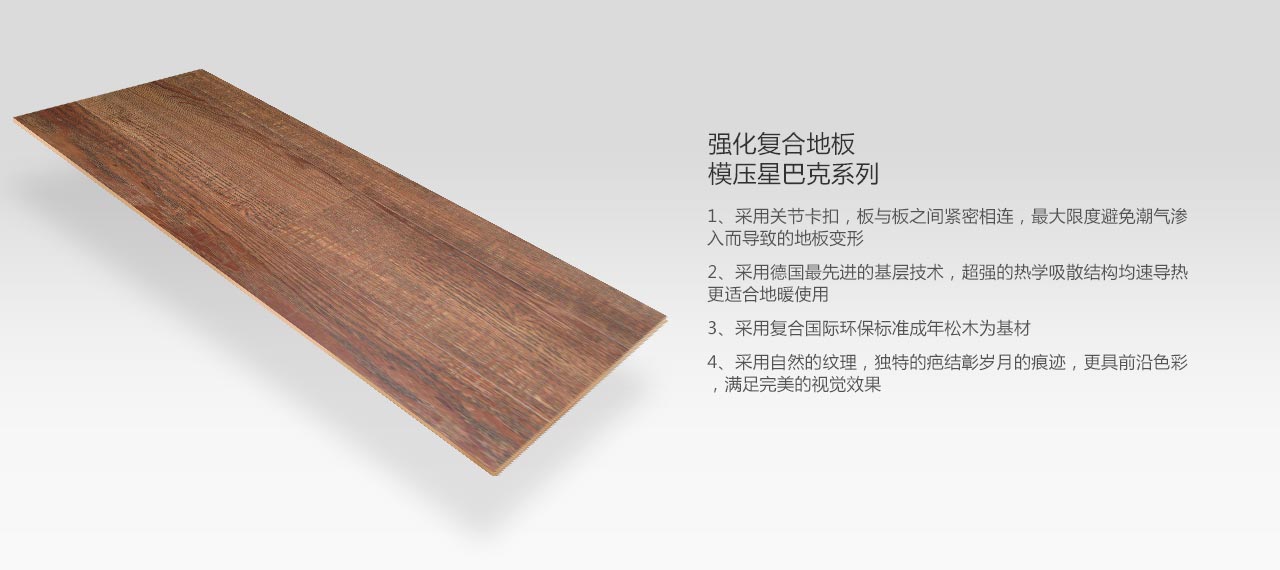 强化复合地板
模压星巴克系列
1、采用关节卡扣，板与板之间紧密相连，最大限度避免潮气渗
入而导致的地板变形
2、采用德国最先进的基层技术，超强的热学吸散结构均速导热
更适合地暖使用
3、采用复合国际环保标准成年松木为基材
4、采用自然的纹理，独特的疤结彰岁月的痕迹，更具前沿色彩
，满足完美的视觉效果